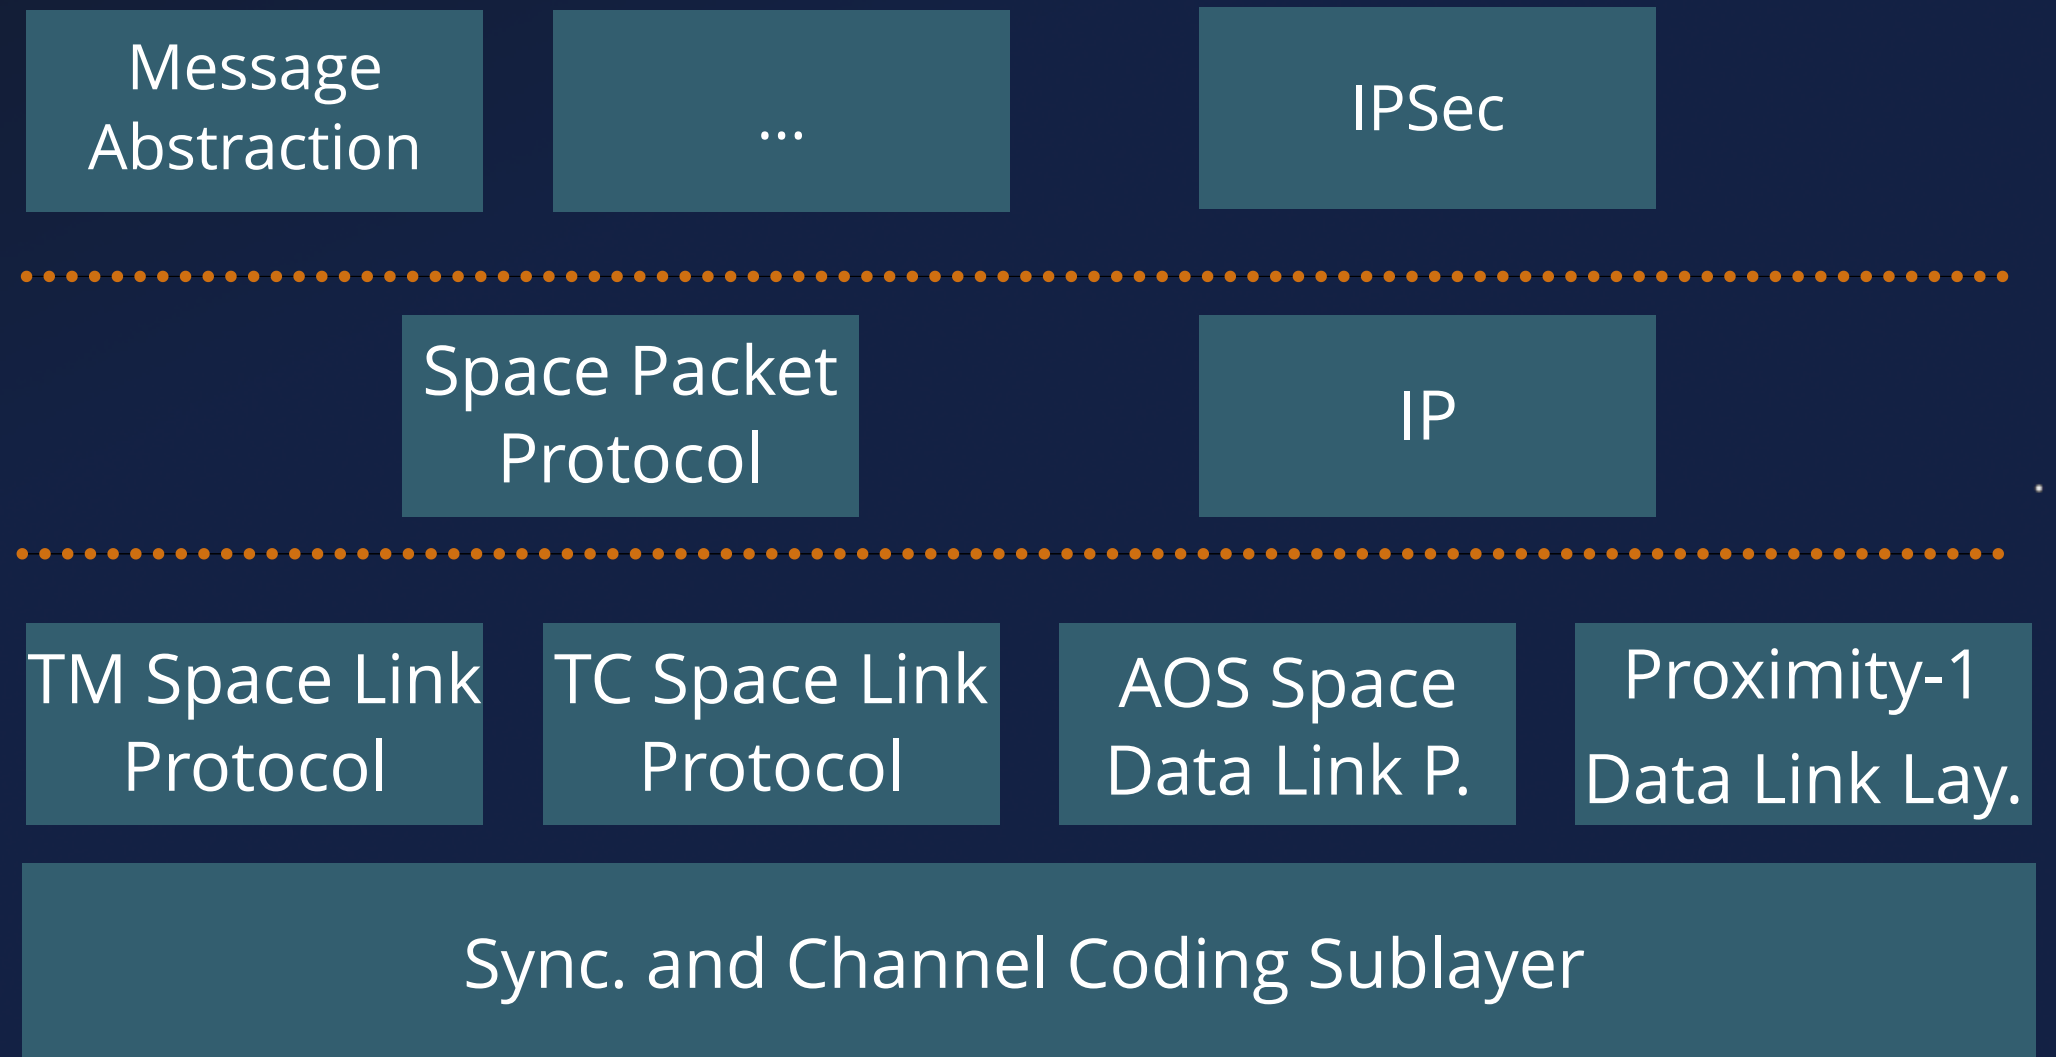 Message
Abstraction
...
IPSec
Space Packet
Protocol
IP
TM Space Link
Protocol
TC Space Link
Protocol
AOS Space
Data Link P.
Proximity-1
Data Link Lay.
Sync. and Channel Coding Sublayer